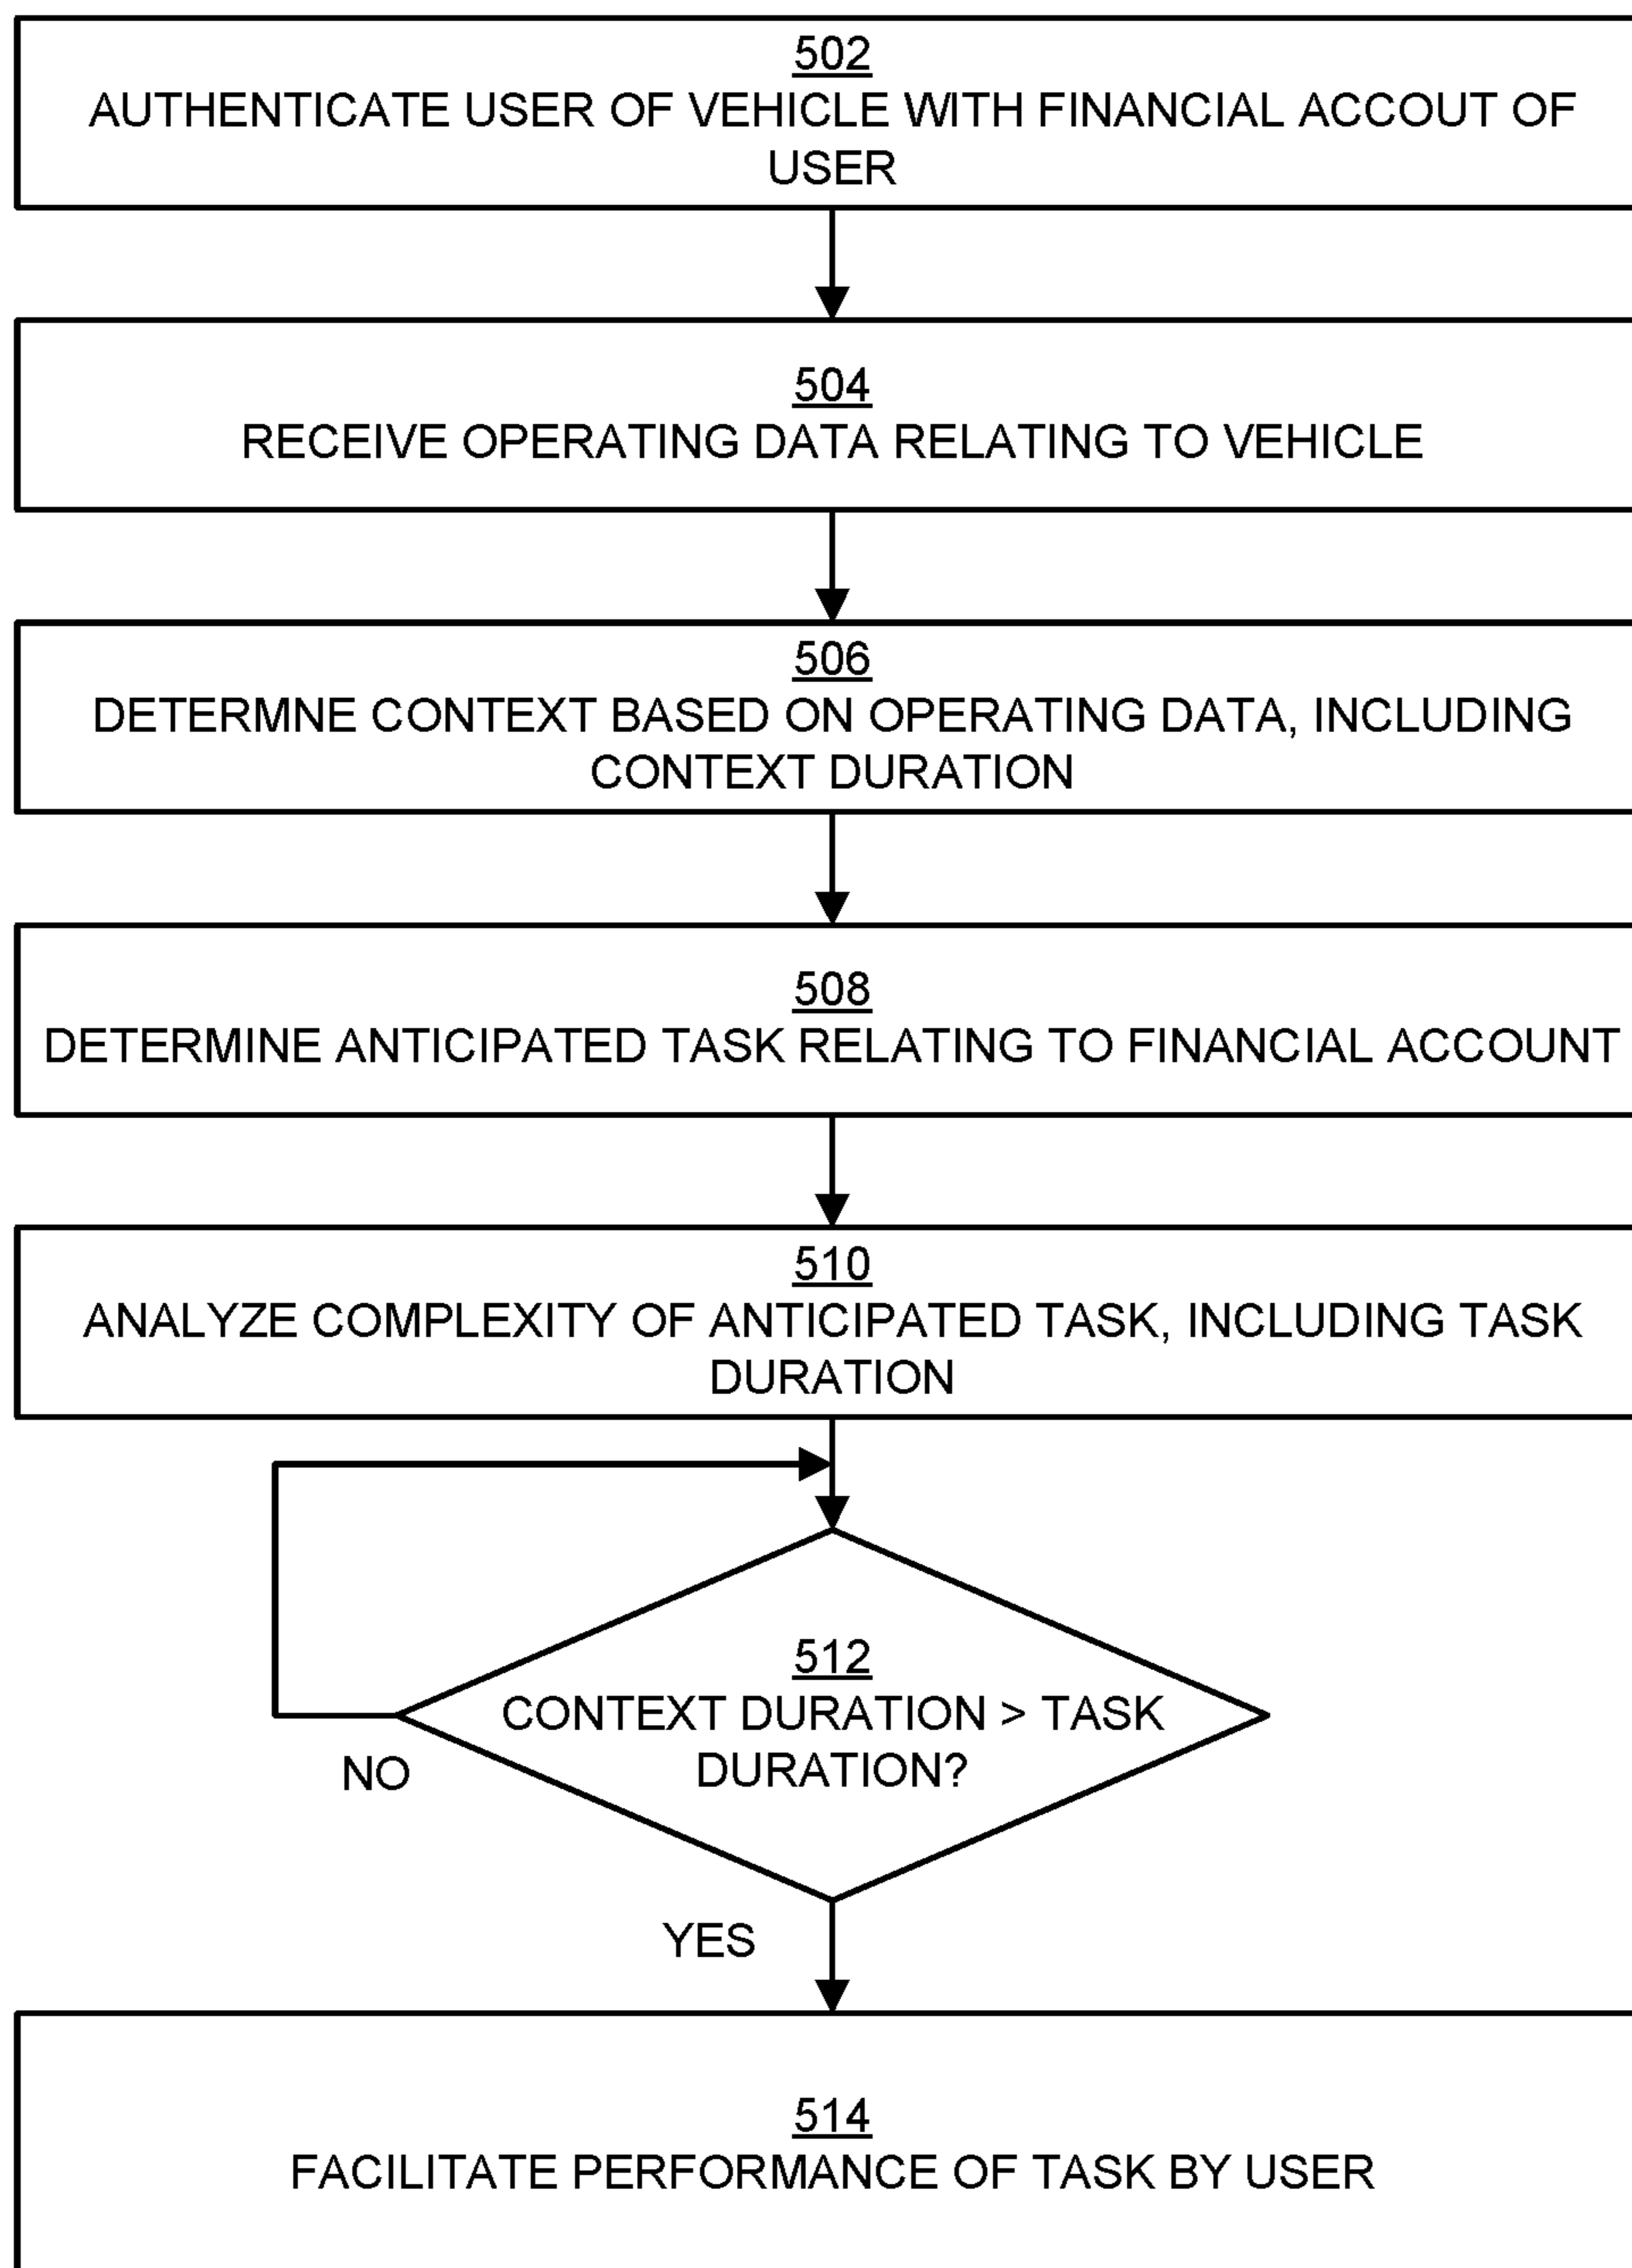 502
AUTHENTICATE USER OF VEHICLE WITH FINANCIAL ACCOUT OF
USER
504
RECEIVE OPERATING DATA RELATING TO VEHICLE
506
DETERMNE CONTEXT BASED ON OPERATING DATA, INCLUDING
CONTEXT DURATION
508
DETERMINE ANTICIPATED TASK RELATING TO FINANCIAL ACCOUNT
510
ANALYZE COMPLEXITY OF ANTICIPATED TASK, INCLUDING TASK
DURATION
512
CONTEXT DURATION > TASK
DURATION?
NO
YES
514
FACILITATE PERFORMANCE OF TASK BY USER